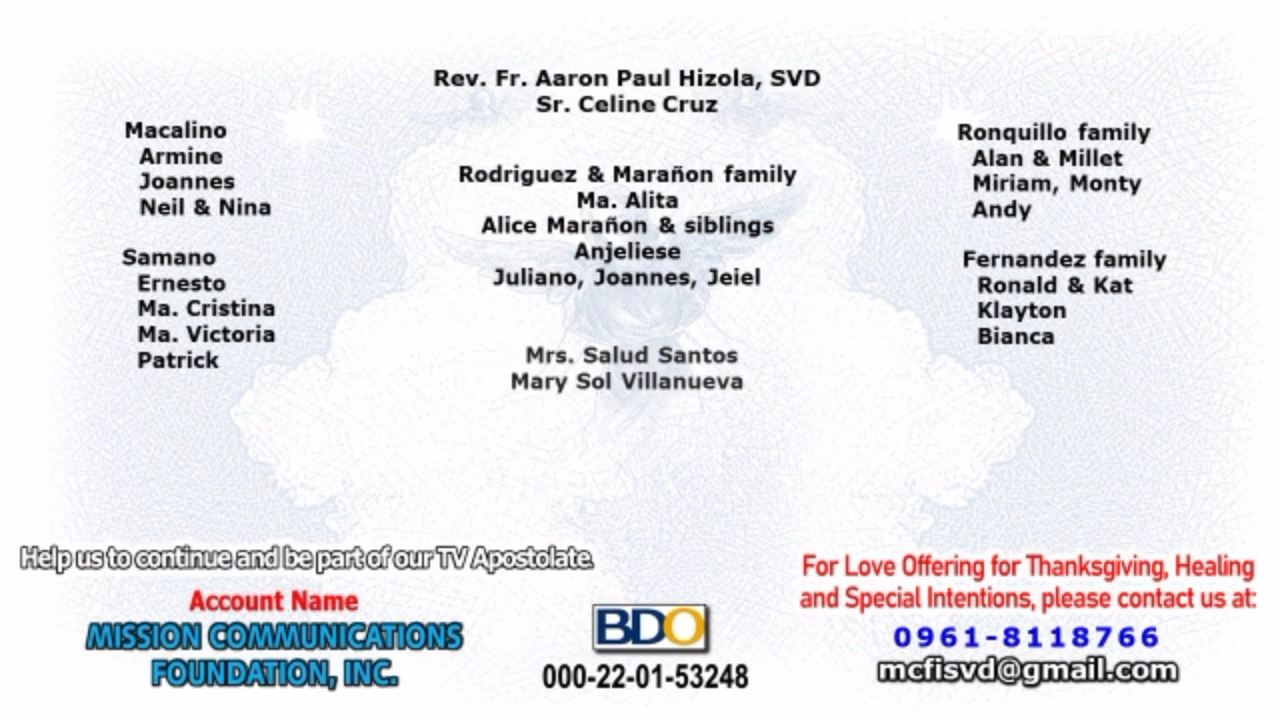 Rev. Fr. Aaron Paul Hizola, SVD
Sr. Celine Cruz
Macalino
Armine
Joannes
Neil & Nina
Samano
Ernesto
Ma. Cristina
Ma. Victoria
Patrick
Rodriguez & Marañon family
Ma. Alita
Alice Marañon & siblings
Anjeliese
Juliano, Joannes, Jeiel
Mrs. Salud Santos
Mary Sol Villanueva
Ronquillo family
Alan & Millet
Miriam, Monty
Andy
Fernandez family
Ronald & Kat
Klayton
Bianca
Help us to continue and be part of our TV Apostolate.
Account Name
MISSION COMMUNICATIONS
FOUNDATION, INC.
BDO
000-22-01-53248
For Love Offering for Thanksgiving, Healing
and Special Intentions, please contact us at:
0961-8118766
mcfisvd@gmail.com